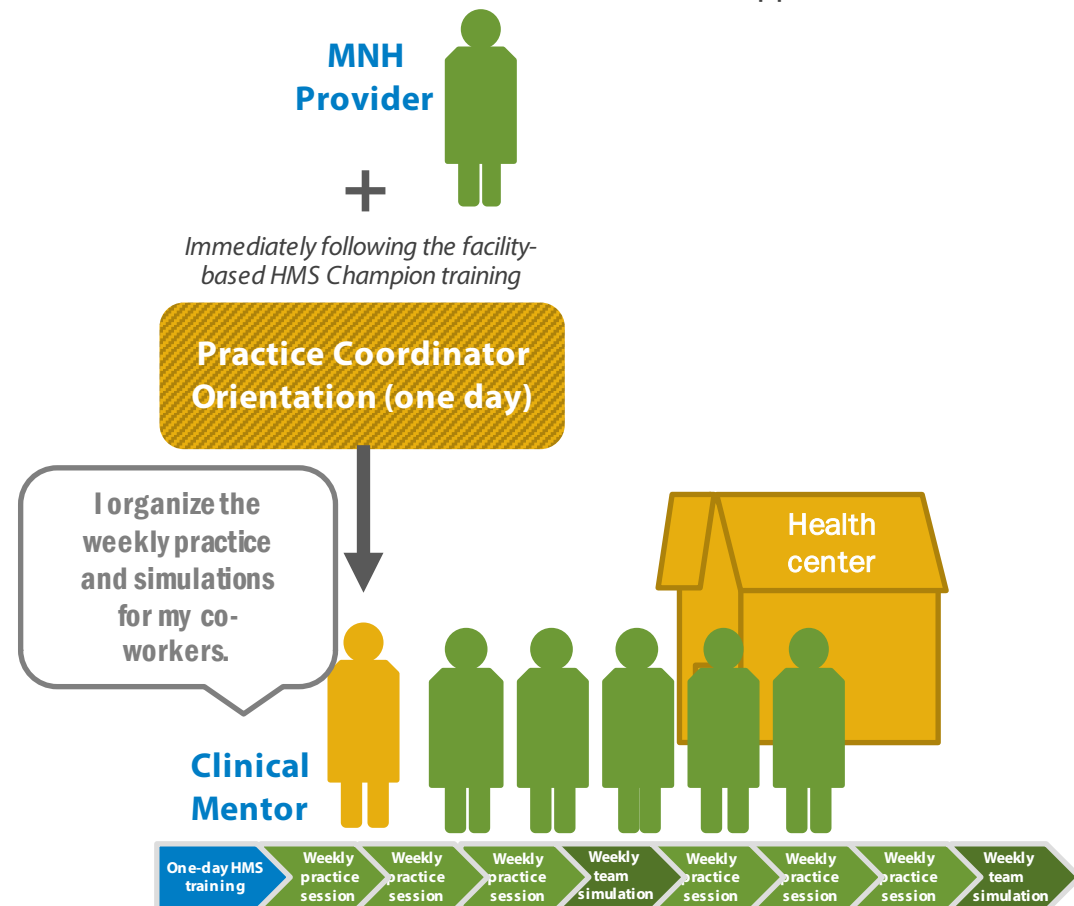 MNH
Provider
+
Immediately following the facility-
based HMS Champion training
Practice Coordinator
Orientation (one day)
I organize the
weekly practice
and simulations
for my co-
workers.
Health
center
Clinical
Mentor
One-day HMS
training
Weekly
practice
session
Weekly
practice
session
Weekly
practice
session
Weekly
team
simulation
Weekly
practice
session
Weekly
practice
session
Weekly
practice
session
Weekly
team
simulation